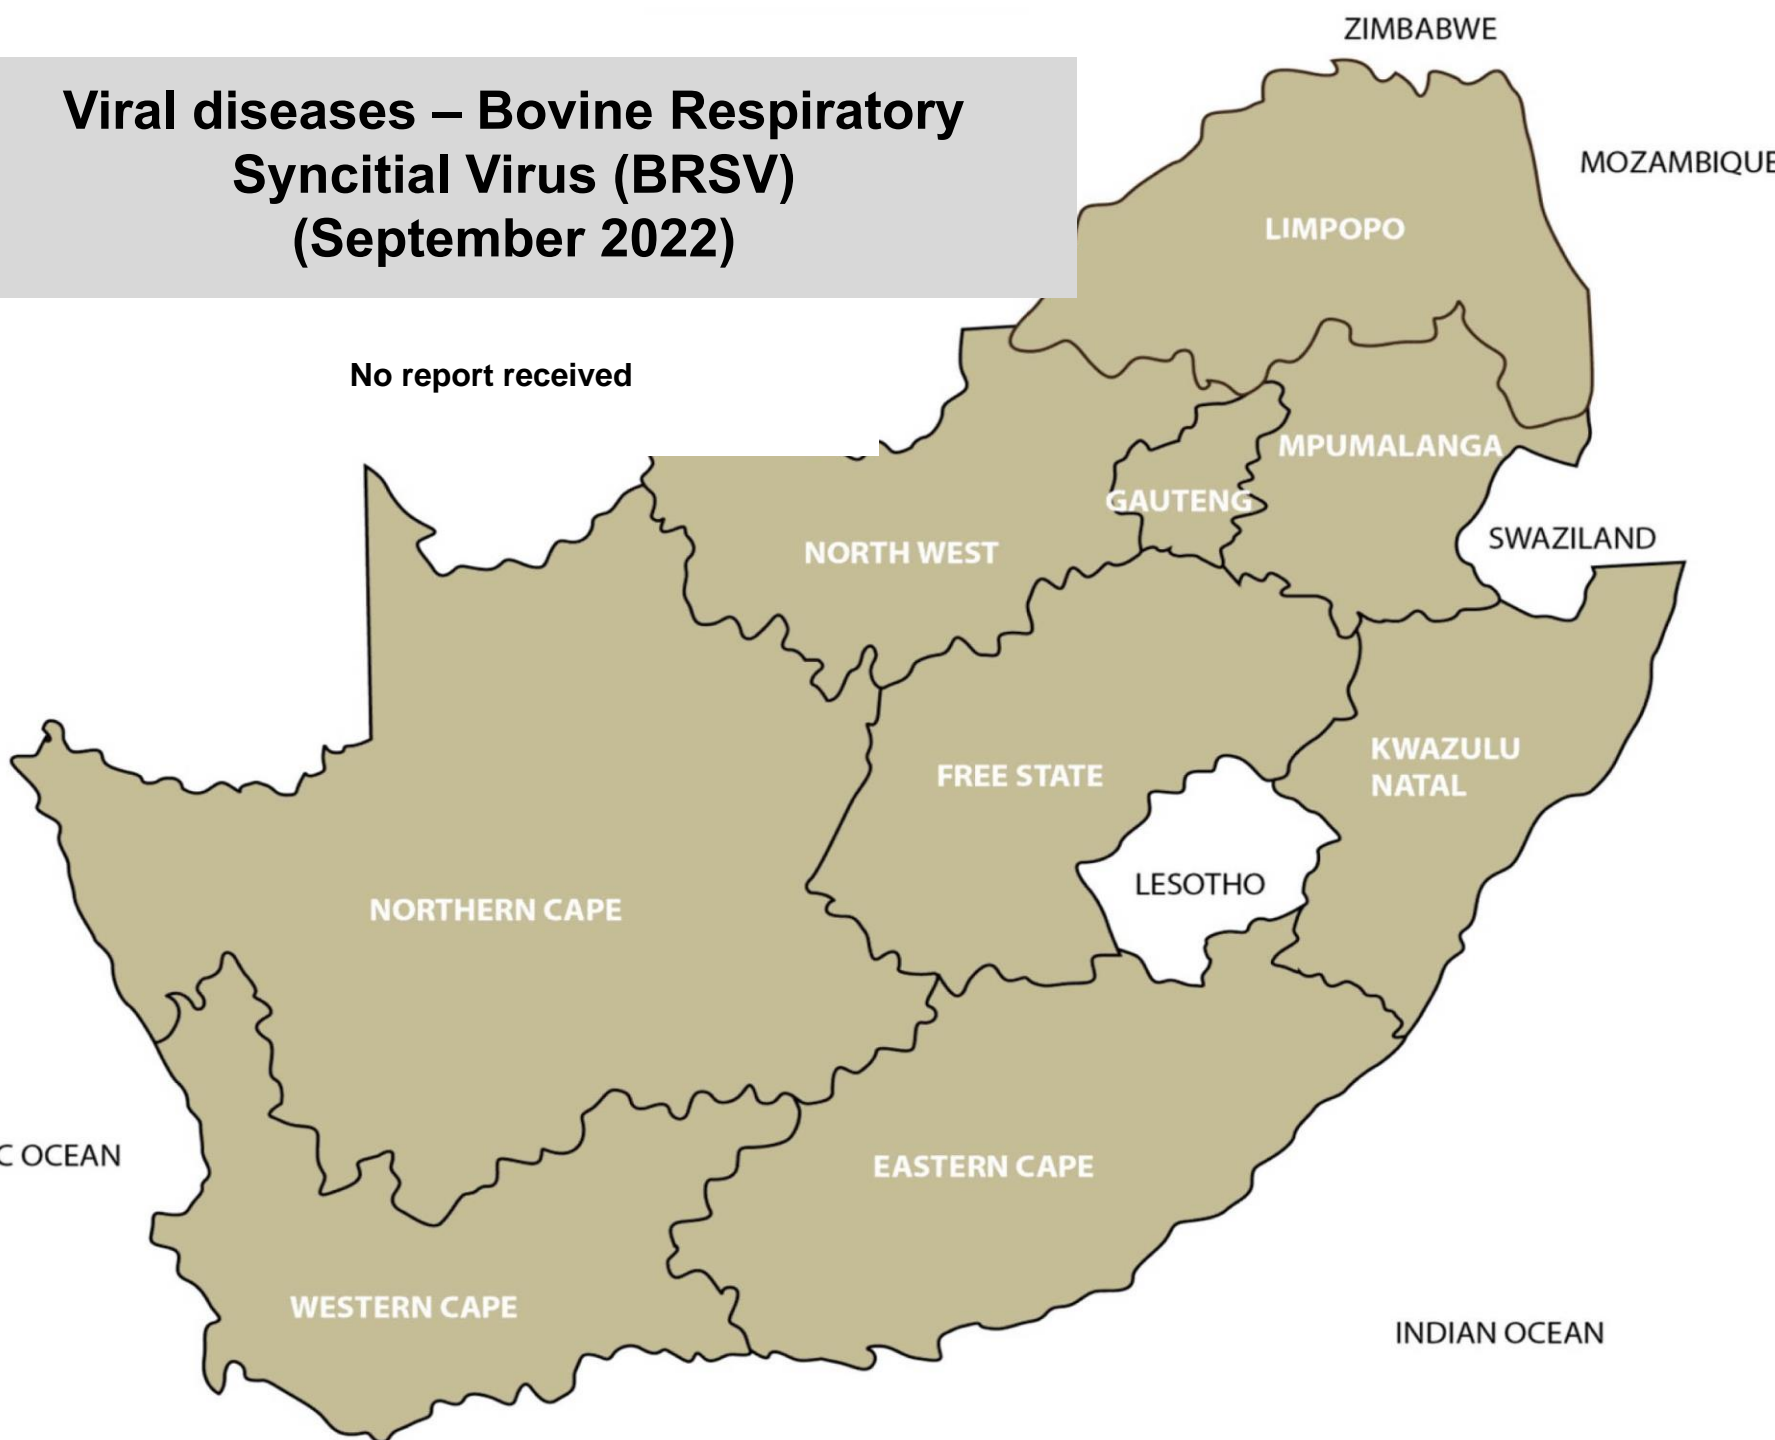 ZIMBABWE
Viral diseases – Bovine Respiratory
Syncitial Virus (BRSV)
(September 2022)
MOZAMBIQUE
LIMPOPO
No report received
MPUMALANGA
GAUTENG
SWAZILAND
NORTH WEST
KWAZULU
NATAL
FREE STATE
LESOTHO
NORTHERN CAPE
C OCEAN
EASTERN CAPE
WESTERN CAPE
INDIAN OCEAN